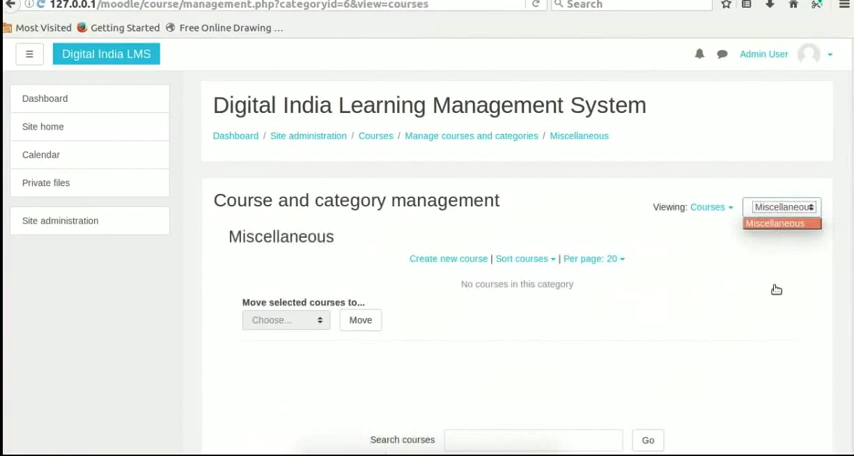 127.0.0.1/moodle/course/management.php?categoryid=6&view=courses
Search
Most Visited Getting Started Free Online Drawing ...
Digital India LMS
Admin User
Dashboard
Site home
Calendar
Private files
Site administration
Digital India Learning Management System
Dashboard / Site administration / Courses / Manage courses and categories / Miscellaneous
Course and category management
Viewing: Courses
Miscellaneous
Miscellaneous
Miscellaneous
Create new course | Sort courses | Per page: 20
No courses in this category
Move selected courses to...
Choose...
Move
Search courses
Go